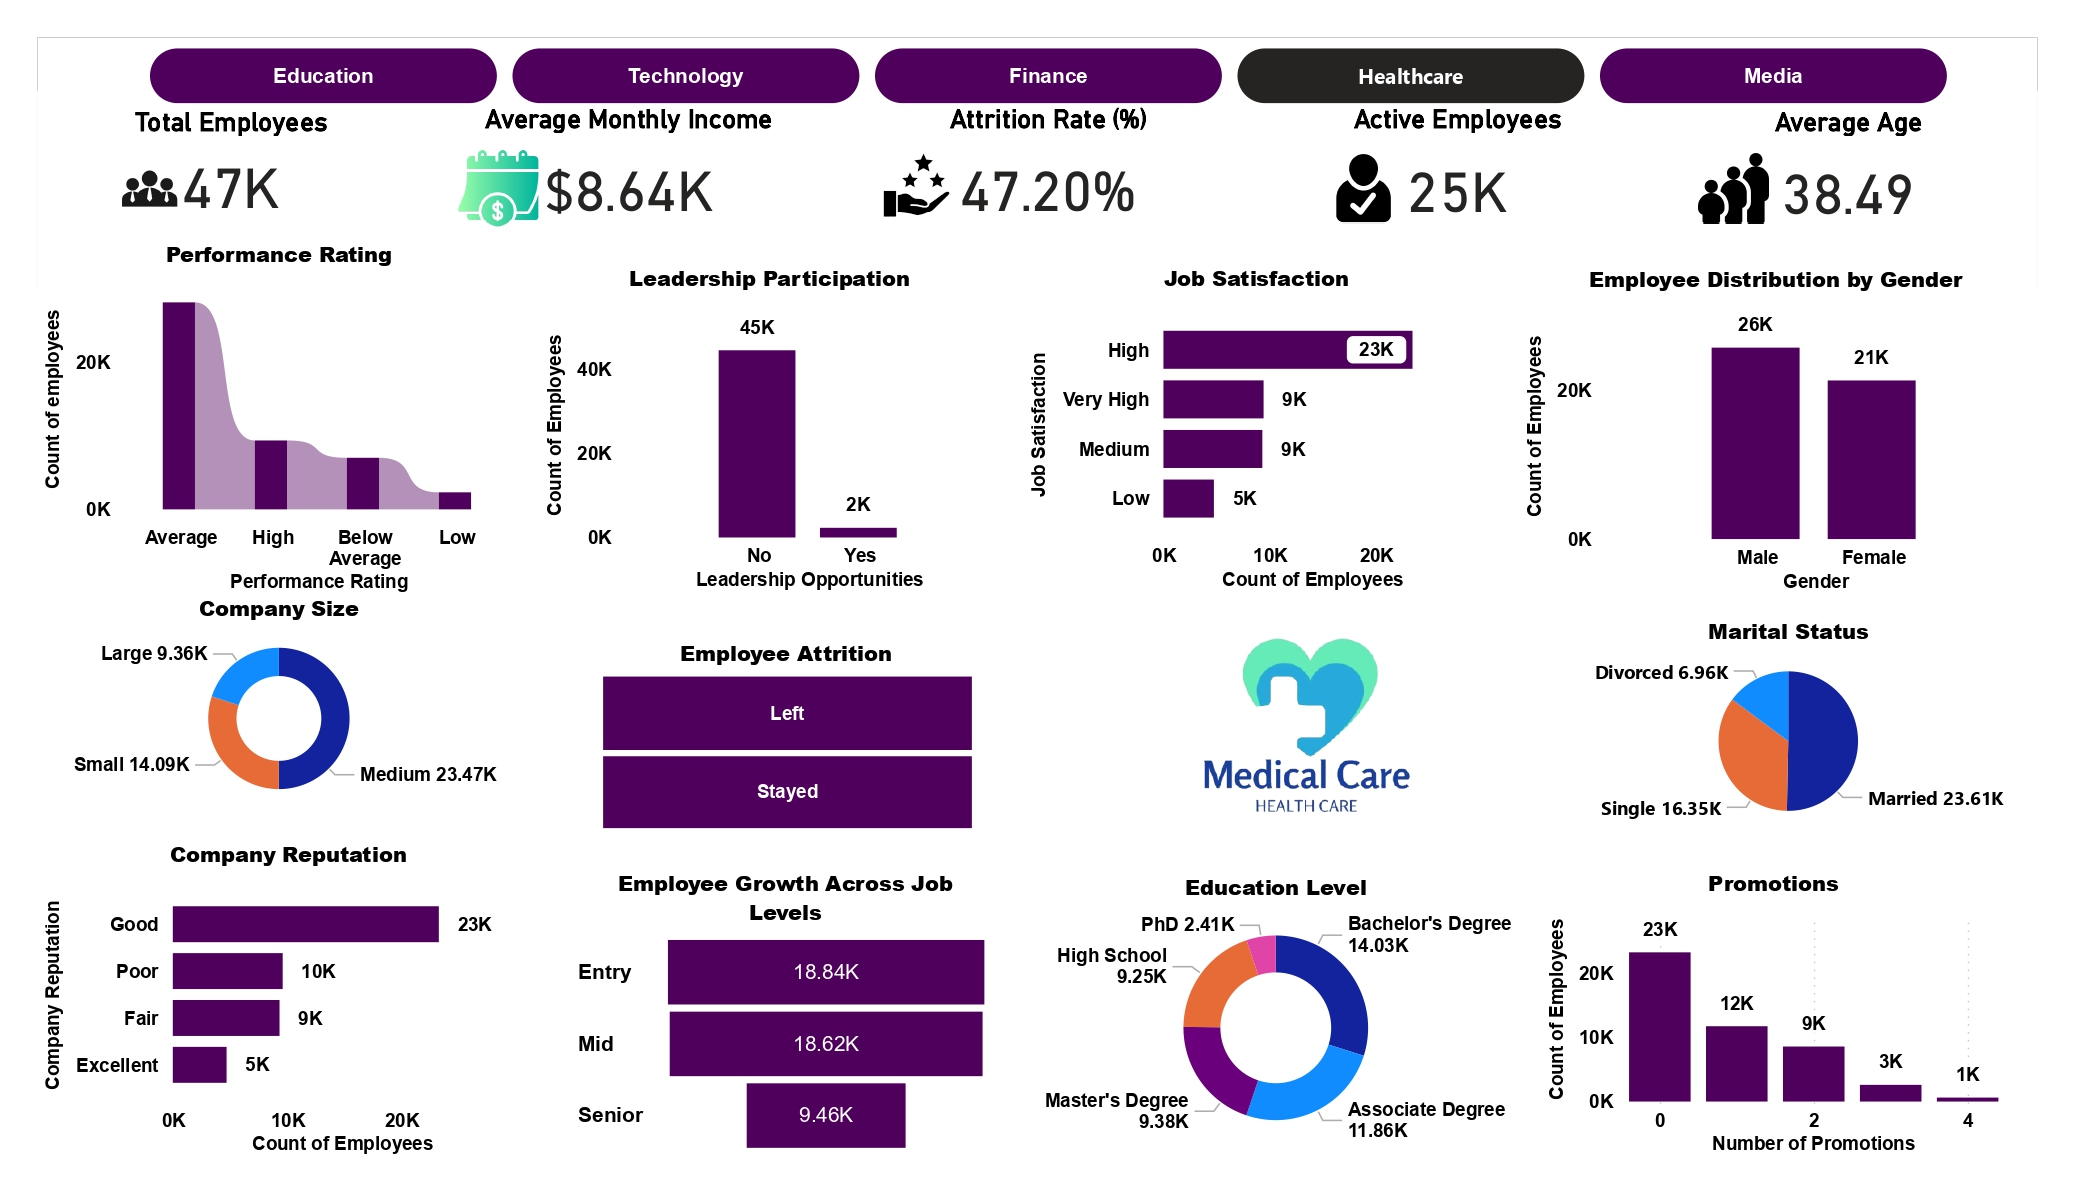 Education
Technology
Finance
Healthcare
Media
Total Employees
47K
Average Monthly Income
$
$8.64K
Attrition Rate (%)
47.20%
Active Employees
25K
Average Age
38.49
Performance Rating
Count of employees
20K
0K
Average
High
Below
Average
Low
Performance Rating
Leadership Participation
Count of Employees
40K
20K
0K
45K
2K
No
Yes
Leadership Opportunities
Job Satisfaction
Job Satisfaction
High
23K
Very High
9K
Medium
9K
Low
5K
0K
10K
20K
Count of Employees
Employee Distribution by Gender
Count of Employees
20K
0K
26K
21K
Male
Female
Gender
Company Size
Large 9.36K
Small 14.09K
Medium 23.47K
Employee Attrition
Left
Stayed
Medical Care
HEALTH CARE
Marital Status
Divorced 6.96K
Single 16.35K
Married 23.61K
Company Reputation
Company Reputation
Good
23K
Poor
10K
Fair
9K
Excellent
5K
0K
10K
20K
Count of Employees
Employee Growth Across Job
Levels
Entry
18.84K
Mid
18.62K
Senior
9.46K
Education Level
PhD 2.41K
Bachelor's Degree
14.03K
High School
9.25K
Master's Degree
9.38K
Associate Degree
11.86K
Promotions
Count of Employees
20K
10K
0K
23K
12K
9K
3K
1K
0
2
4
Number of Promotions